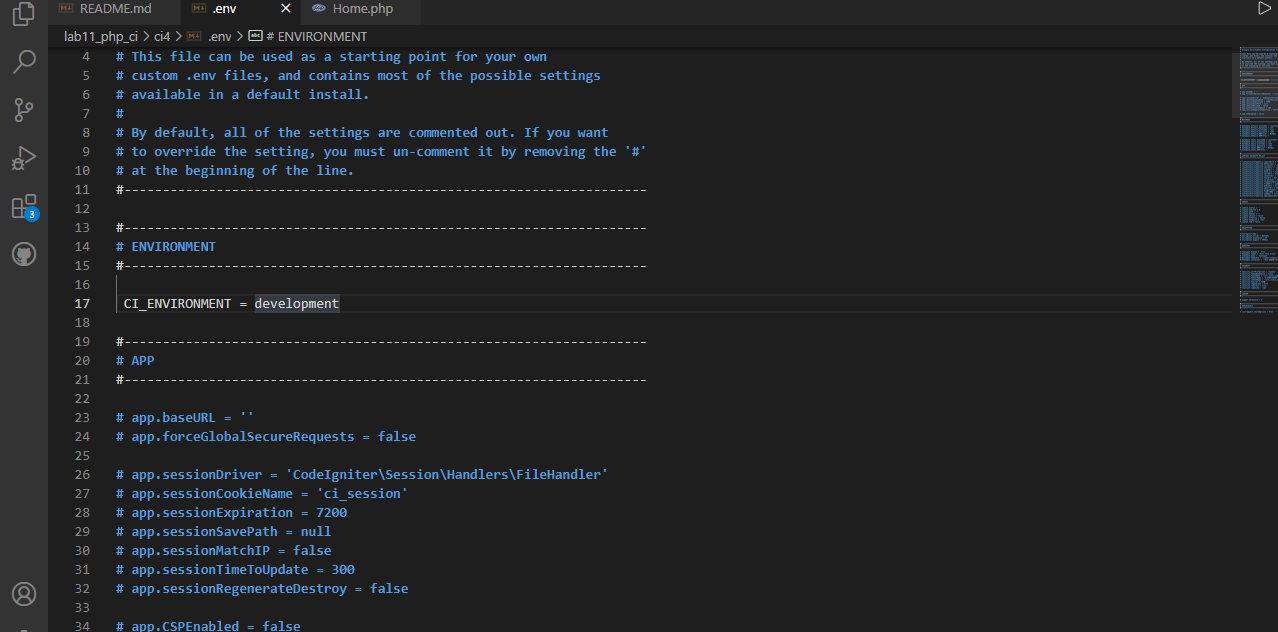 README.md .env Home.php
lab11_php_ci > ci4 > .env > # ENVIRONMENT
4 # This file can be used as a starting point for your own
5 # custom .env files, and contains most of the possible settings
6 # available in a default install.
7 #
8 # By default, all of the settings are commented out. If you want
9 # to override the setting, you must un-comment it by removing the '#'
10 # at the beginning of the line.
11 #--------------------------------------------------------------------
12
13 #--------------------------------------------------------------------
14 # ENVIRONMENT
15 #--------------------------------------------------------------------
16
17 CI_ENVIRONMENT = development
18
19 #--------------------------------------------------------------------
20 # APP
21 #--------------------------------------------------------------------
22
23 # app.baseURL = ''
24 # app.forceGlobalSecureRequests = false
25
26 # app.sessionDriver = 'CodeIgniter\Session\Handlers\FileHandler'
27 # app.sessionCookieName = 'ci_session'
28 # app.sessionExpiration = 7200
29 # app.sessionSavePath = null
30 # app.sessionMatchIP = false
31 # app.sessionTimeToUpdate = 300
32 # app.sessionRegenerateDestroy = false
33
34 # app.CSPEnabled = false
3